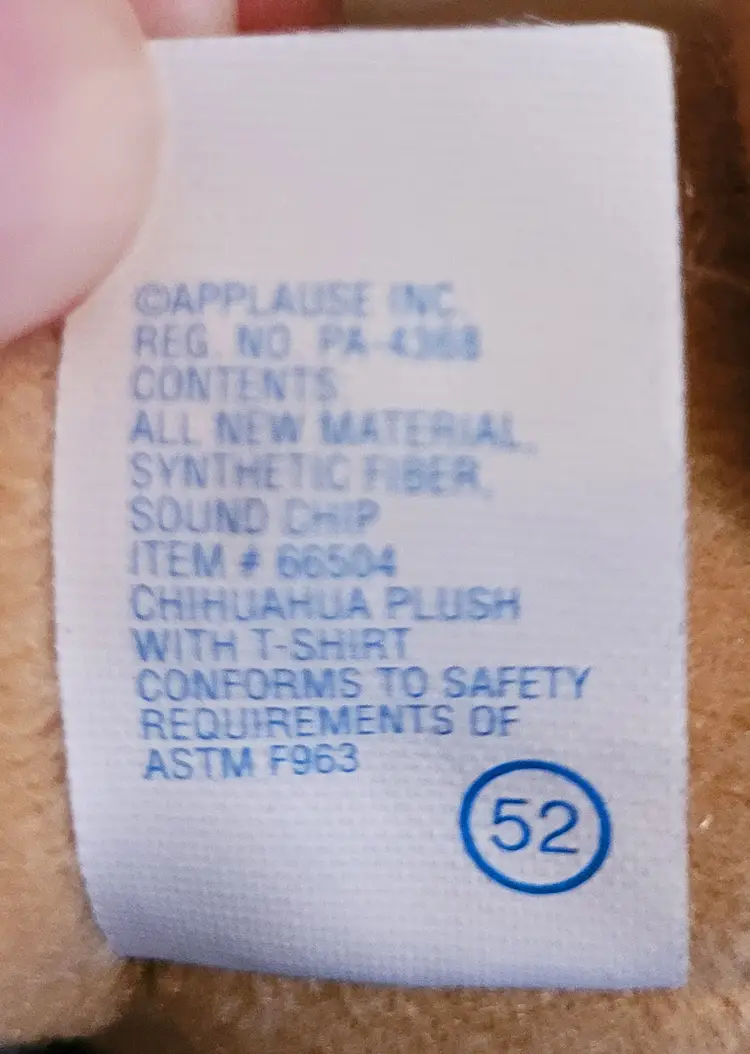 ©APPLAUSE INC.
REG. NO. PA-4368
CONTENTS
ALL NEW MATERIAL,
SYNTHETIC FIBER,
SOUND CHIP
ITEM # 66504
CHIHUAHUA PLUSH
WITH T-SHIRT
CONFORMS TO SAFETY
REQUIREMENTS OF
ASTM F963
52